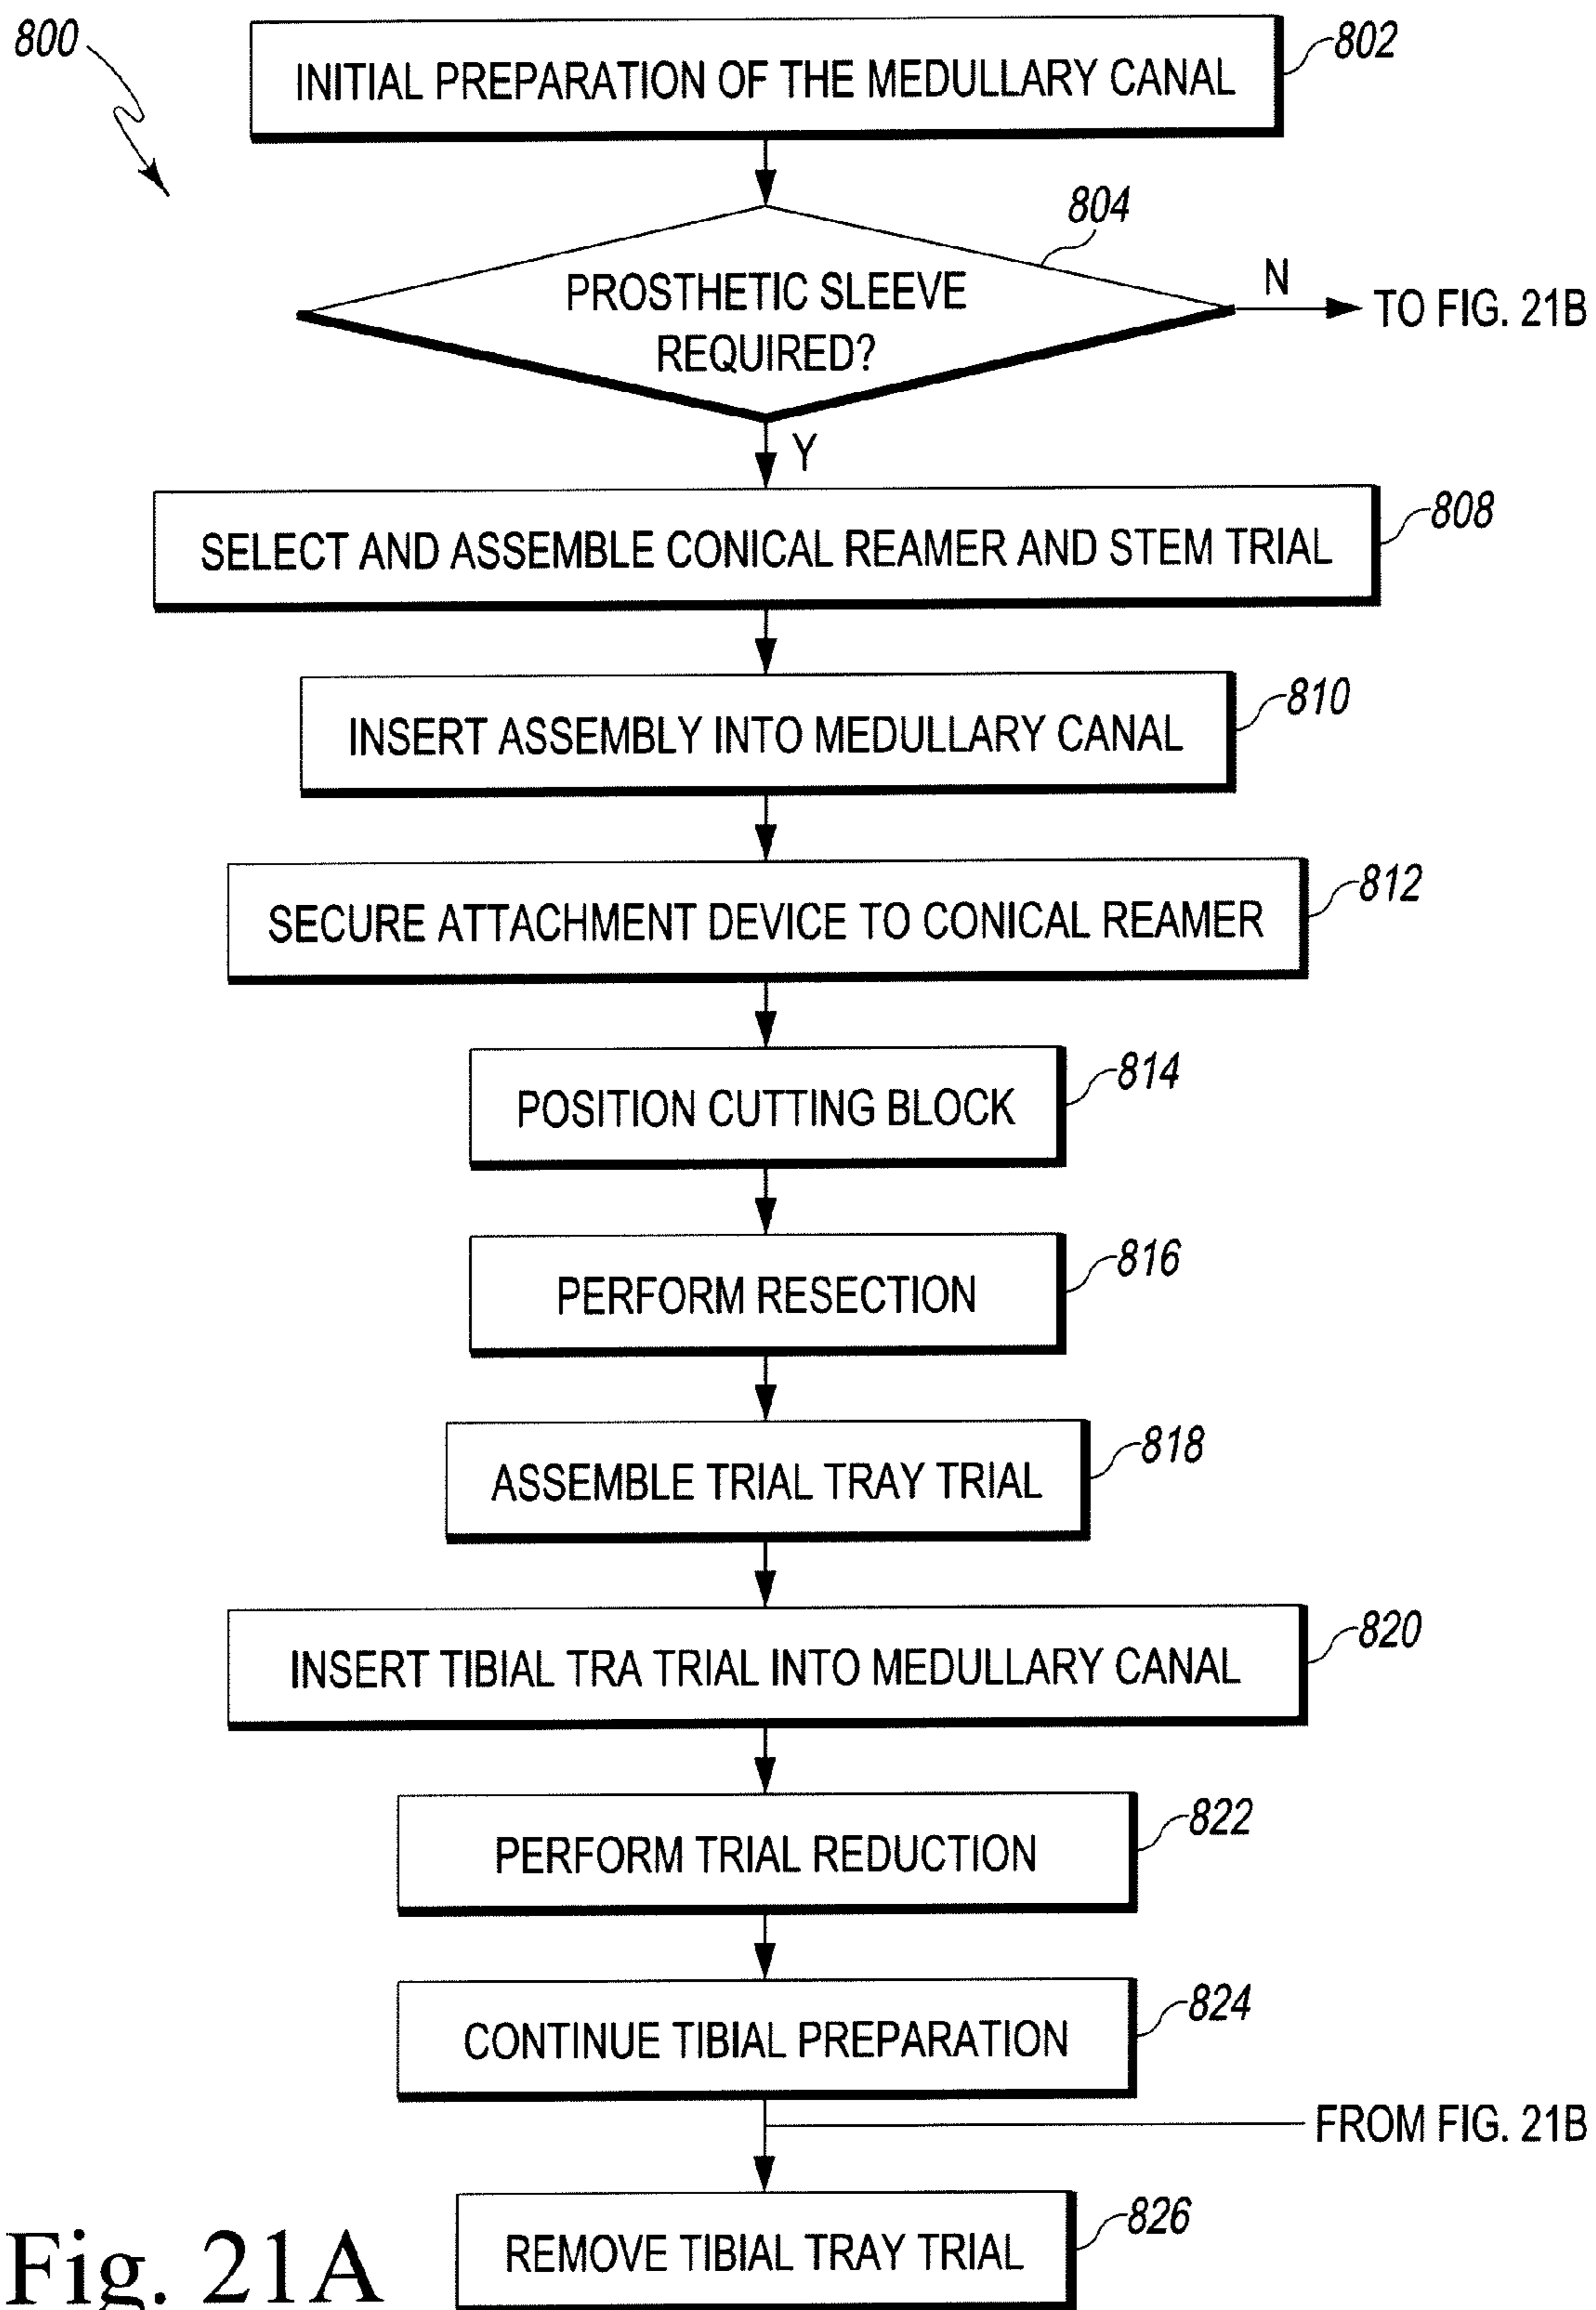 800
INITIAL PREPARATION OF THE MEDULLARY CANAL
802
804
PROSTHETIC SLEEVE
REQUIRED?
N
TO FIG. 21B
Y
SELECT AND ASSEMBLE CONICAL REAMER AND STEM TRIAL
808
INSERT ASSEMBLY INTO MEDULLARY CANAL
810
SECURE ATTACHMENT DEVICE TO CONICAL REAMER
812
POSITION CUTTING BLOCK
814
PERFORM RESECTION
816
ASSEMBLE TRIAL TRAY TRIAL
818
INSERT TIBIAL TRA TRIAL INTO MEDULLARY CANAL
820
PERFORM TRIAL REDUCTION
822
CONTINUE TIBIAL PREPARATION
824
FROM FIG. 21B
REMOVE TIBIAL TRAY TRIAL
826
Fig. 21A